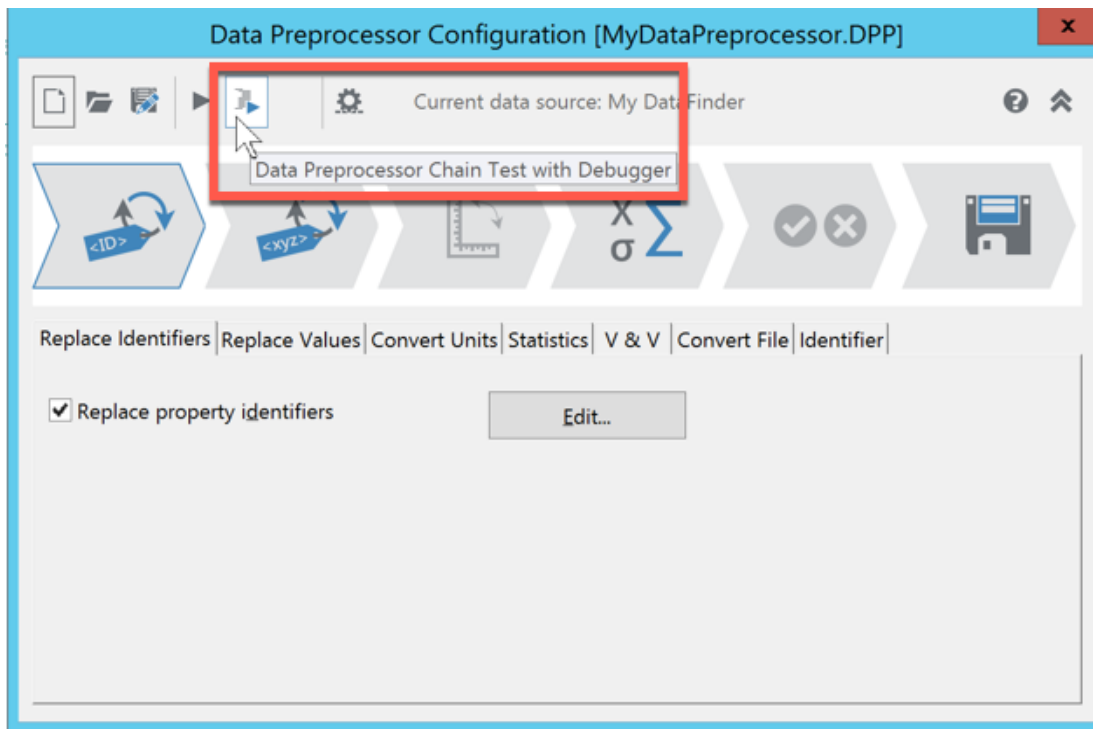 Data Preprocessor Configuration [MyDataPreprocessor.DPP]
x
Current data source: My DataFinder
?
Data Preprocessor Chain Test with Debugger
<ID>
<xyz>
X
σ Σ
Replace Identifiers Replace Values Convert Units Statistics V & V Convert File Identifier
Replace property identifiers Edit...